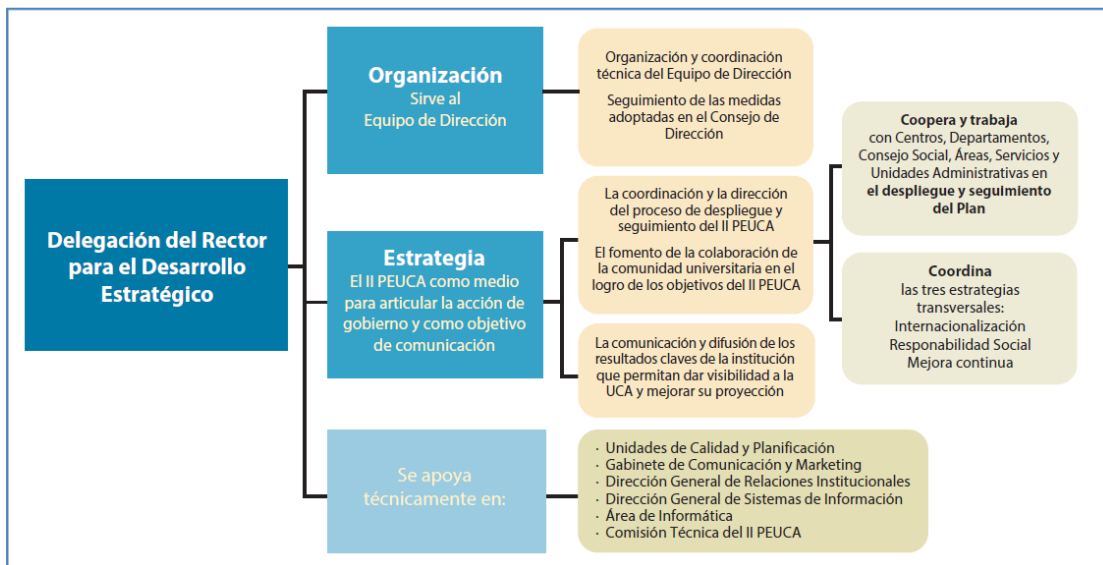 Delegación del Rector
para el Desarrollo
Estratégico
Organización
Sirve al
Equipo de Dirección
Organización y coordinación
técnica del Equipo de Dirección
Seguimiento de las medidas
adoptadas en el Consejo de
Dirección
Estrategia
El II PEUCA como medio
para articular la acción de
gobierno y como objetivo
de comunicación
La coordinación y la dirección
del proceso de despliegue y
seguimiento del II PEUCA
El fomento de la colaboración de
la comunidad universitaria en el
logro de los objetivos del II PEUCA
Coopera y trabaja
con Centros, Departamentos,
Consejo Social, Áreas, Servicios y
Unidades Administrativas en
el despliegue y seguimiento
del Plan
Coordina
las tres estrategias
transversales:
Internacionalización
Responsabilidad Social
Mejora continua
La comunicación y difusión de los
resultados claves de la institución
que permitan dar visibilidad a la
UCA y mejorar su proyección
Se apoya
técnicamente en:
· Unidades de Calidad y Planificación
· Gabinete de Comunicación y Marketing
· Dirección General de Relaciones Institucionales
· Dirección General de Sistemas de Información
· Área de Informática
· Comisión Técnica del II PEUCA